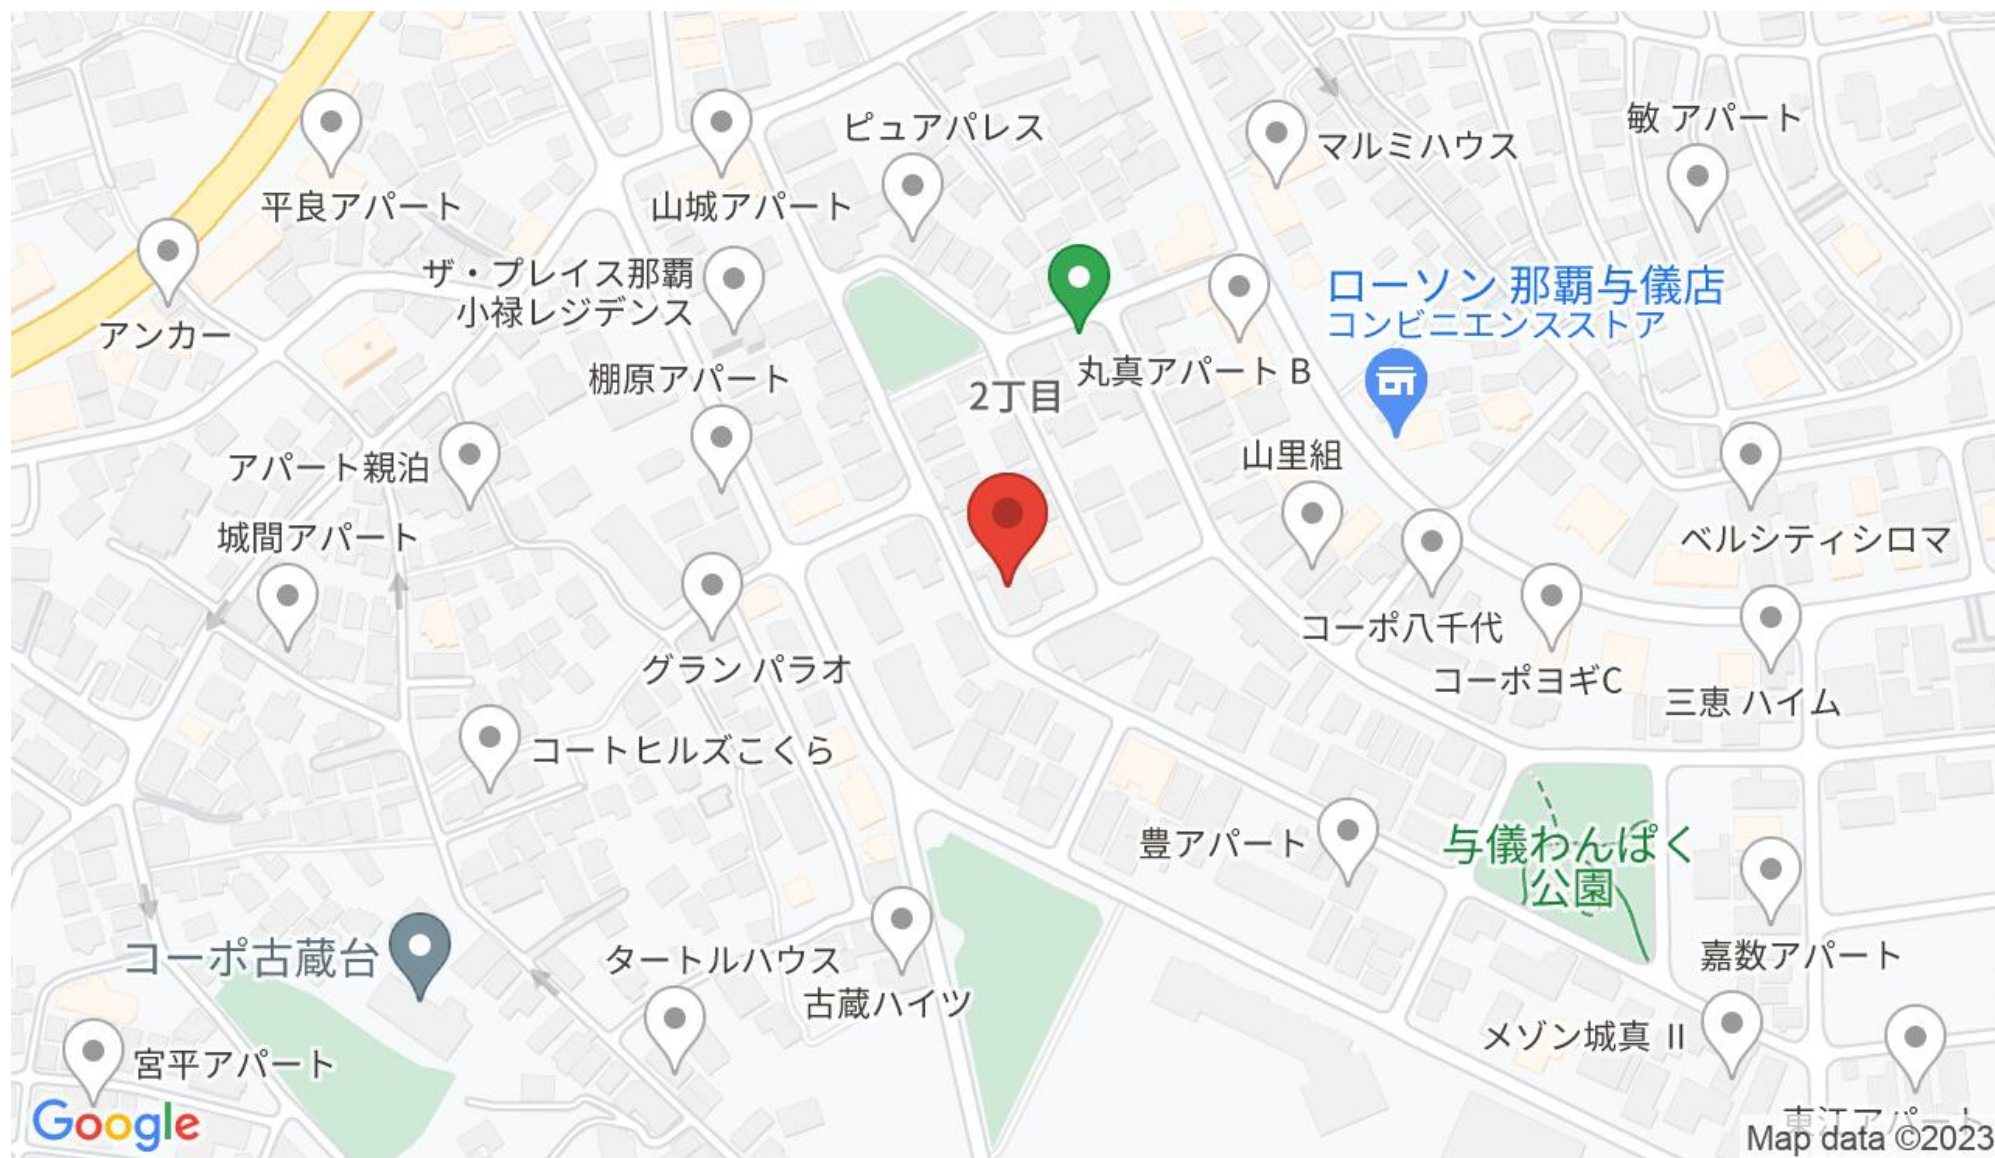 ピュアパレス
敏 アパート
マルミハウス
平良アパート
山城アパート
ザ・プレイス那覇
小禄レジデンス
ローソン 那覇与儀店
コンビニエンスストア
アンカー
棚原アパート
丸真アパート B
2丁目
アパート親泊
山里組
城間アパート
ベルシティシロマ
コーポ八千代
グラン パラオ
コーポヨギC
三恵 ハイム
コートヒルズこくら
豊アパート
与儀わんぱく
公園
コーポ古蔵台
タートルハウス
嘉数アパート
古蔵ハイツ
メゾン城真 II
宮平アパート
東江アパート
Google
Map data ©2023